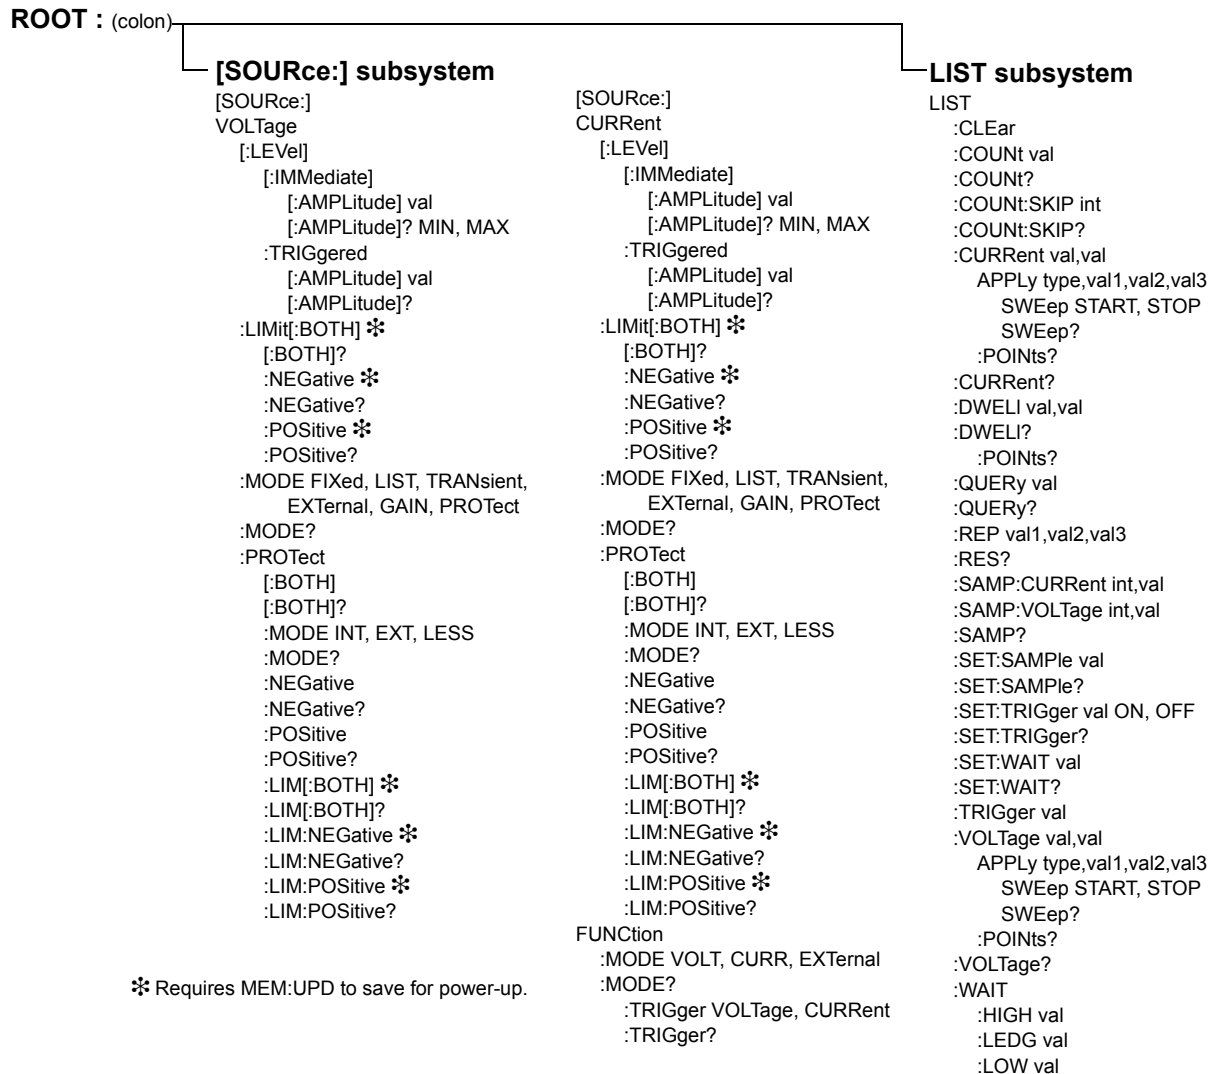 ROOT : (colon)
[SOURce:] subsystem
[SOURce:]
VOLTage
[:LEVel]
[:IMMediate]
[:AMPLitude] val
[:AMPLitude]? MIN, MAX
:TRIGgered
[:AMPLitude] val
[:AMPLitude]?
:LIMit[:BOTH] ✻
[:BOTH]?
:NEGative ✻
:NEGative?
:POSitive ✻
:POSitive?
:MODE FIXed, LIST, TRANsient,
EXTernal, GAIN, PROTect
:MODE?
:PROTect
[:BOTH]
[:BOTH]?
:MODE INT, EXT, LESS
:MODE?
:NEGative
:NEGative?
:POSitive
:POSitive?
:LIM[:BOTH] ✻
:LIM[:BOTH]?
:LIM:NEGative ✻
:LIM:NEGative?
:LIM:POSitive ✻
:LIM:POSitive?
✻ Requires MEM:UPD to save for power-up.
[SOURce:]
CURRent
[:LEVel]
[:IMMediate]
[:AMPLitude] val
[:AMPLitude]? MIN, MAX
:TRIGgered
[:AMPLitude] val
[:AMPLitude]?
:LIMit[:BOTH] ✻
[:BOTH]?
:NEGative ✻
:NEGative?
:POSitive ✻
:POSitive?
:MODE FIXed, LIST, TRANsient,
EXTernal, GAIN, PROTect
:MODE?
:PROTect
[:BOTH]
[:BOTH]?
:MODE INT, EXT, LESS
:MODE?
:NEGative
:NEGative?
:POSitive
:POSitive?
:LIM[:BOTH] ✻
:LIM[:BOTH]?
:LIM:NEGative ✻
:LIM:NEGative?
:LIM:POSitive ✻
:LIM:POSitive?
FUNCtion
:MODE VOLT, CURR, EXTernal
:MODE?
:TRIGger VOLTage, CURRent
:TRIGger?
LIST subsystem
LIST
:CLEar
:COUNt val
:COUNt?
:COUNt:SKIP int
:COUNt:SKIP?
:CURRent val,val
APPLy type,val1,val2,val3
SWEep START, STOP
SWEep?
:POINts?
:CURRent?
:DWELl val,val
:DWELl?
:POINts?
:QUERy val
:QUERy?
:REP val1,val2,val3
:RES?
:SAMP:CURRent int,val
:SAMP:VOLTage int,val
:SAMP?
:SET:SAMPle val
:SET:SAMPle?
:SET:TRIGger val ON, OFF
:SET:TRIGger?
:SET:WAIT val
:SET:WAIT?
:TRIGger val
:VOLTage val,val
APPLy type,val1,val2,val3
SWEep START, STOP
SWEep?
:POINts?
:VOLTage?
:WAIT
:HIGH val
:LEDG val
:LOW val